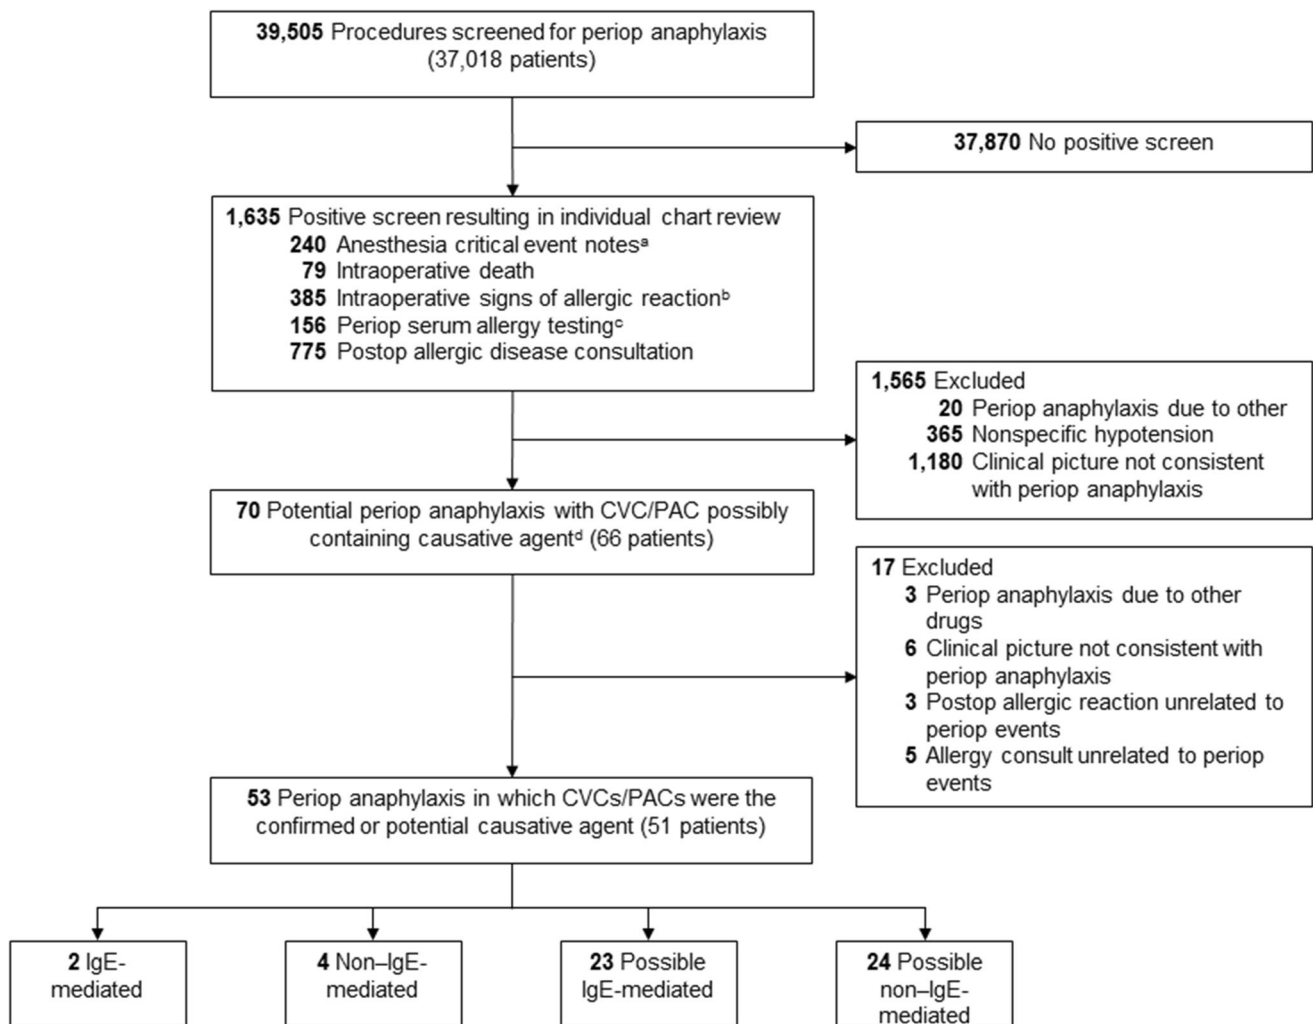 39,505 Procedures screened for periop anaphylaxis
(37,018 patients)
37,870 No positive screen
1,635 Positive screen resulting in individual chart review
240 Anesthesia critical event notesᵃ
79 Intraoperative death
385 Intraoperative signs of allergic reactionᵇ
156 Periop serum allergy testingᶜ
775 Postop allergic disease consultation
1,565 Excluded
20 Periop anaphylaxis due to other
365 Nonspecific hypotension
1,180 Clinical picture not consistent
with periop anaphylaxis
70 Potential periop anaphylaxis with CVC/PAC possibly
containing causative agentᵈ (66 patients)
17 Excluded
3 Periop anaphylaxis due to other
drugs
6 Clinical picture not consistent with
periop anaphylaxis
3 Postop allergic reaction unrelated to
periop events
5 Allergy consult unrelated to periop
events
53 Periop anaphylaxis in which CVCs/PACs were the
confirmed or potential causative agent (51 patients)
2 IgE-
mediated
4 Non–IgE-
mediated
23 Possible
IgE-mediated
24 Possible
non–IgE-
mediated